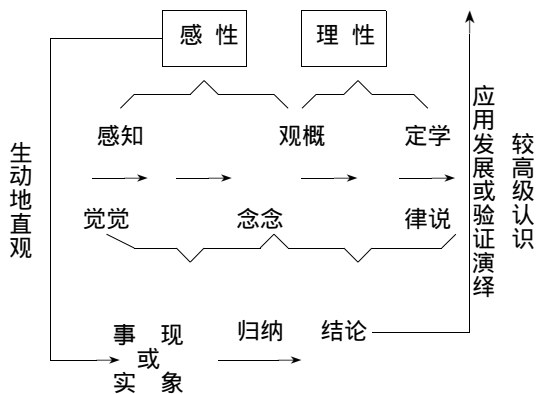 感性
理性
感知
观概
定学
觉觉
念念
律说
生动地直观
应用发展或验证演绎
较高级认识
事 现
或
实 象
归纳
结论